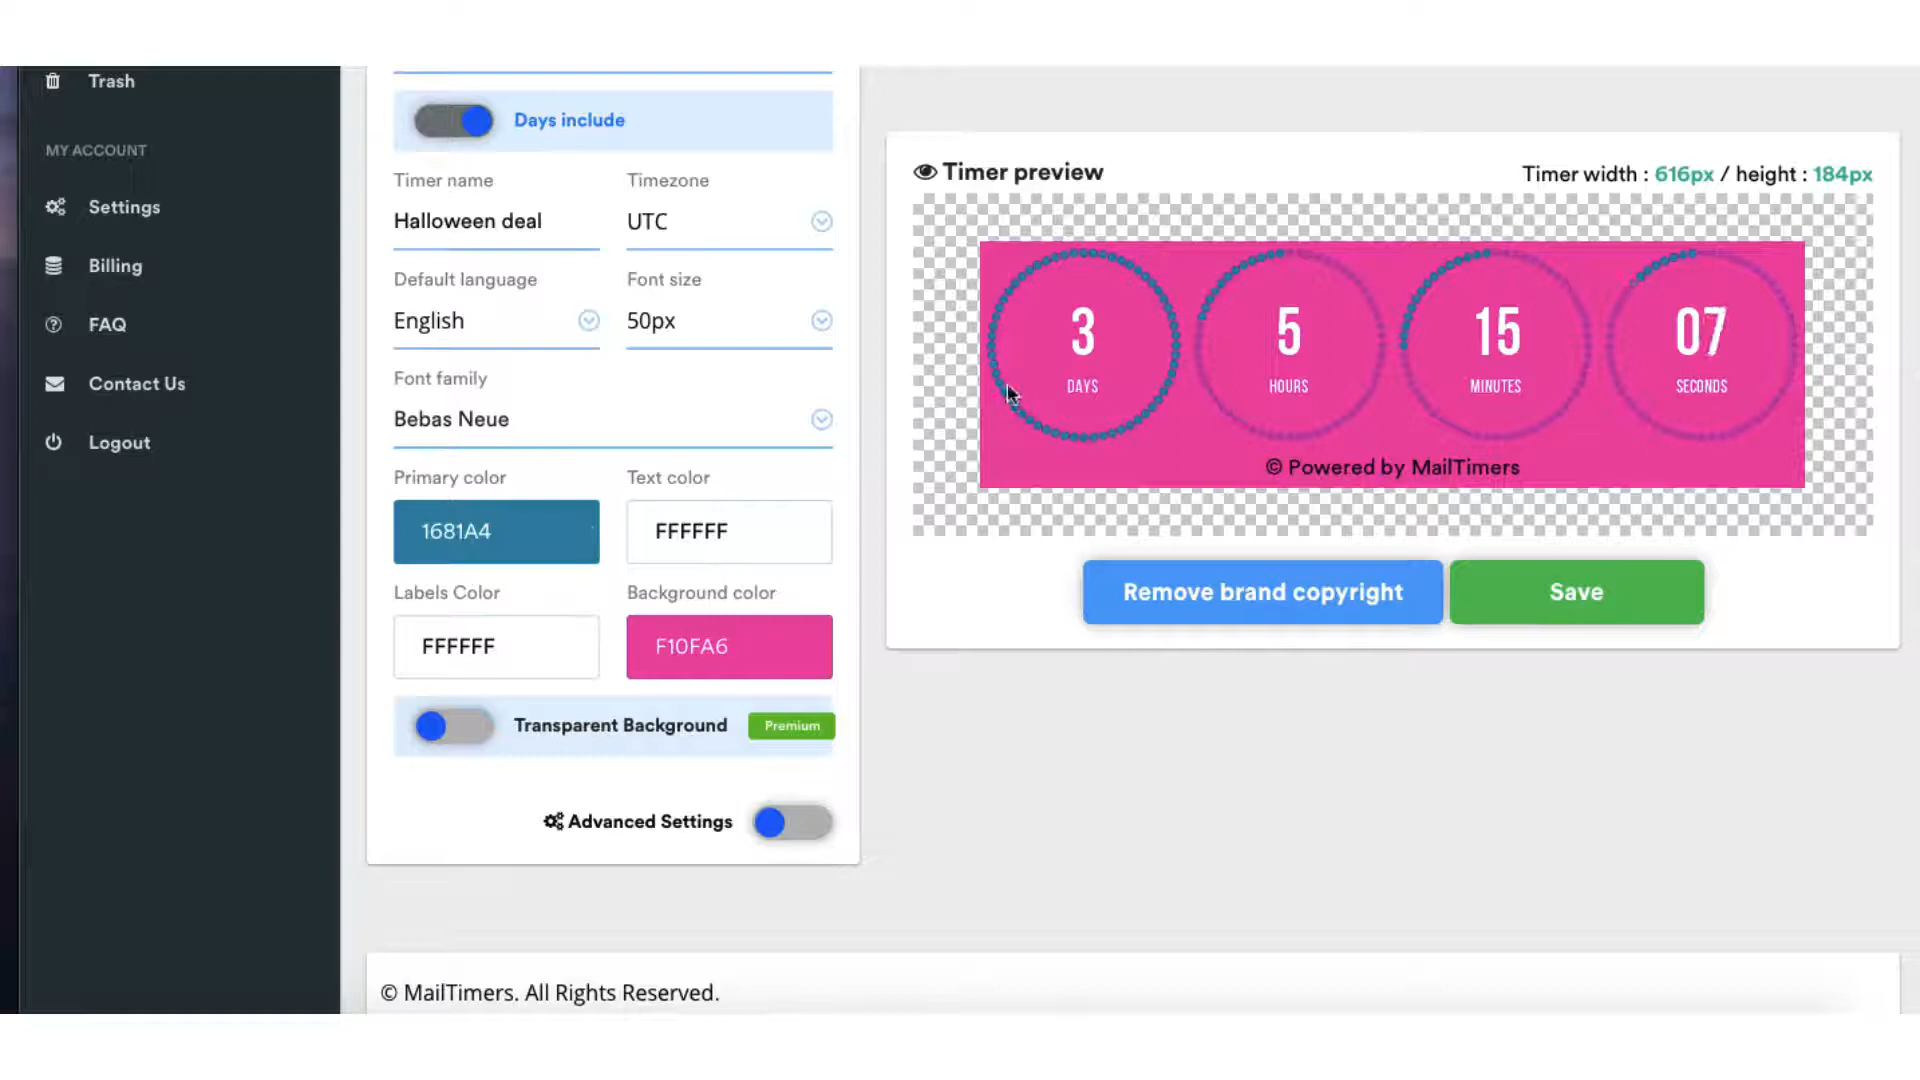 Trash
MY ACCOUNT
Settings
Billing
FAQ
Contact Us
Logout
Days include
Timer name
Timezone
Halloween deal
UTC
Default language
Font size
English
50px
Font family
Bebas Neue
Primary color
Text color
1681A4
FFFFFF
Labels Color
Background color
FFFFFF
F10FA6
Transparent Background
Premium
Advanced Settings
Timer preview
Timer width : 616px / height : 184px
3
5
15
07
DAYS
HOURS
MINUTES
SECONDS
© Powered by MailTimers
Remove brand copyright
Save
© MailTimers. All Rights Reserved.